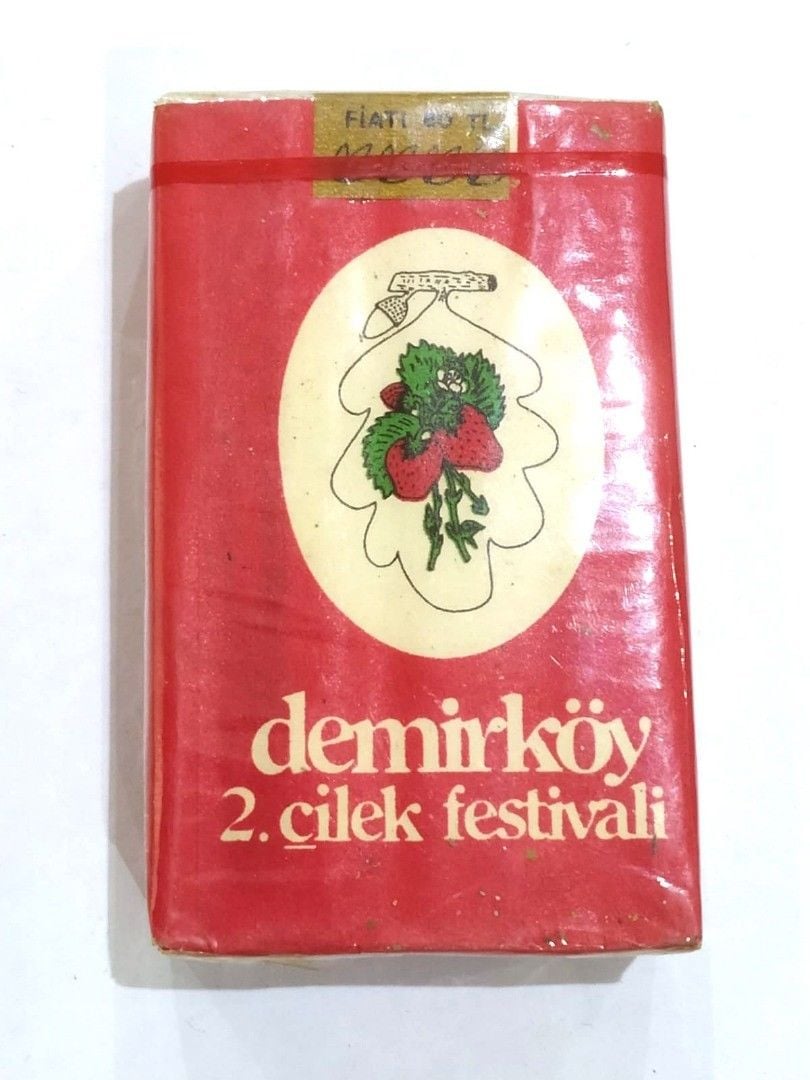 FİATI 60 TL.
demirköy
2. çilek festivali